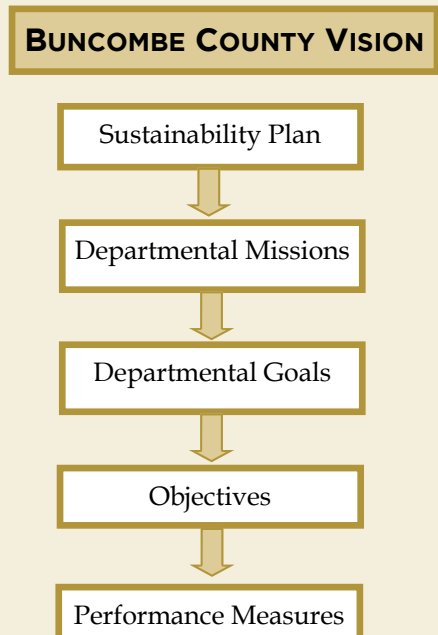 BUNCOMBE COUNTY VISION
Sustainability Plan
Departmental Missions
Departmental Goals
Objectives
Performance Measures